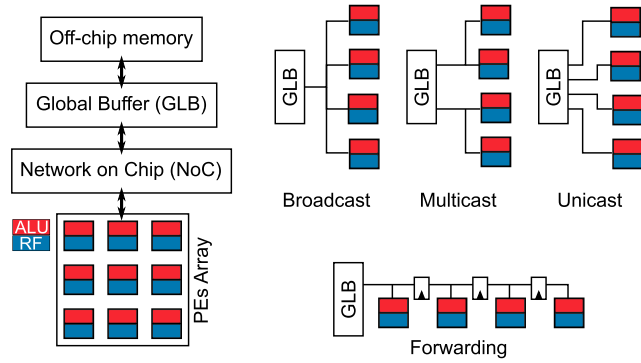 Off-chip memory
Global Buffer (GLB)
Network on Chip (NoC)
ALU
RF
PEs Array
GLB
Broadcast
GLB
Multicast
GLB
Unicast
GLB
Forwarding